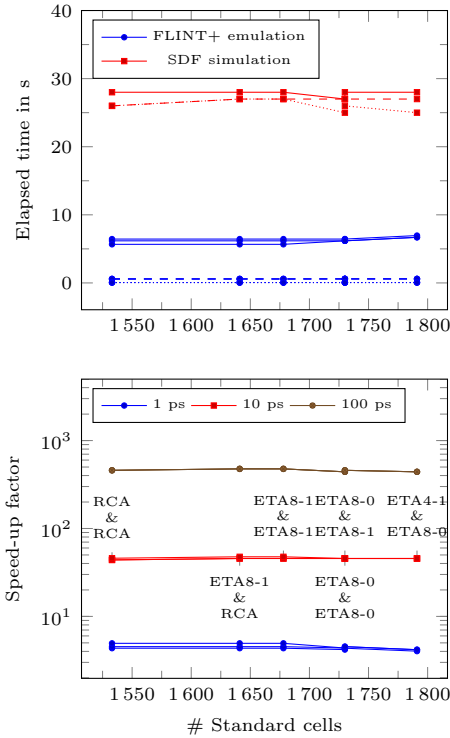 40
30
20
10
0
Elapsed time in s
FLINT+ emulation
SDF simulation
1 550 1 600 1 650 1 700 1 750 1 800
10³
10²
10¹
Speed-up factor
1 ps 10 ps 100 ps
RCA
&
RCA
ETA8-1
&
RCA
ETA8-1
&
ETA8-1
ETA8-0
&
ETA8-1
ETA8-0
&
ETA8-0
ETA4-1
&
ETA8-0
1 550 1 600 1 650 1 700 1 750 1 800
# Standard cells